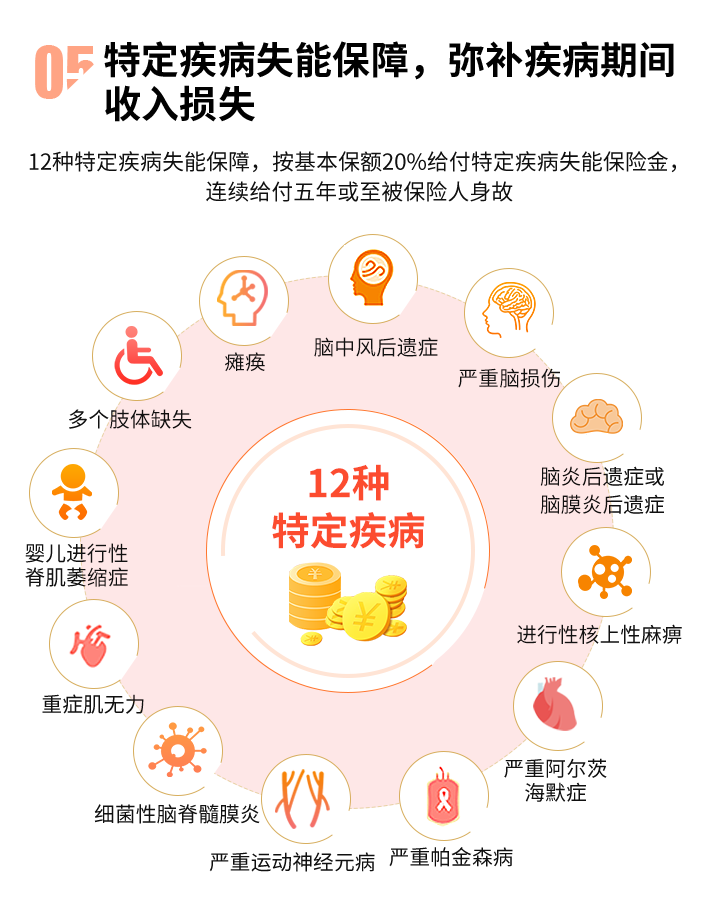 05
特定疾病失能保障，弥补疾病期间
收入损失
12种特定疾病失能保障，按基本保额20%给付特定疾病失能保险金，
连续给付五年或至被保险人身故
脑中风后遗症
瘫痪
严重脑损伤
多个肢体缺失
脑炎后遗症或
脑膜炎后遗症
12种
特定疾病
婴儿进行性
脊肌萎缩症
进行性核上性麻痹
重症肌无力
严重阿尔茨
海默症
细菌性脑脊髓膜炎
严重运动神经元病
严重帕金森病